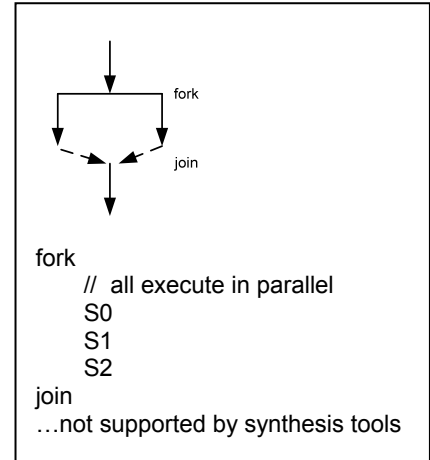 fork
join
fork
// all execute in parallel
S0
S1
S2
join
…not supported by synthesis tools